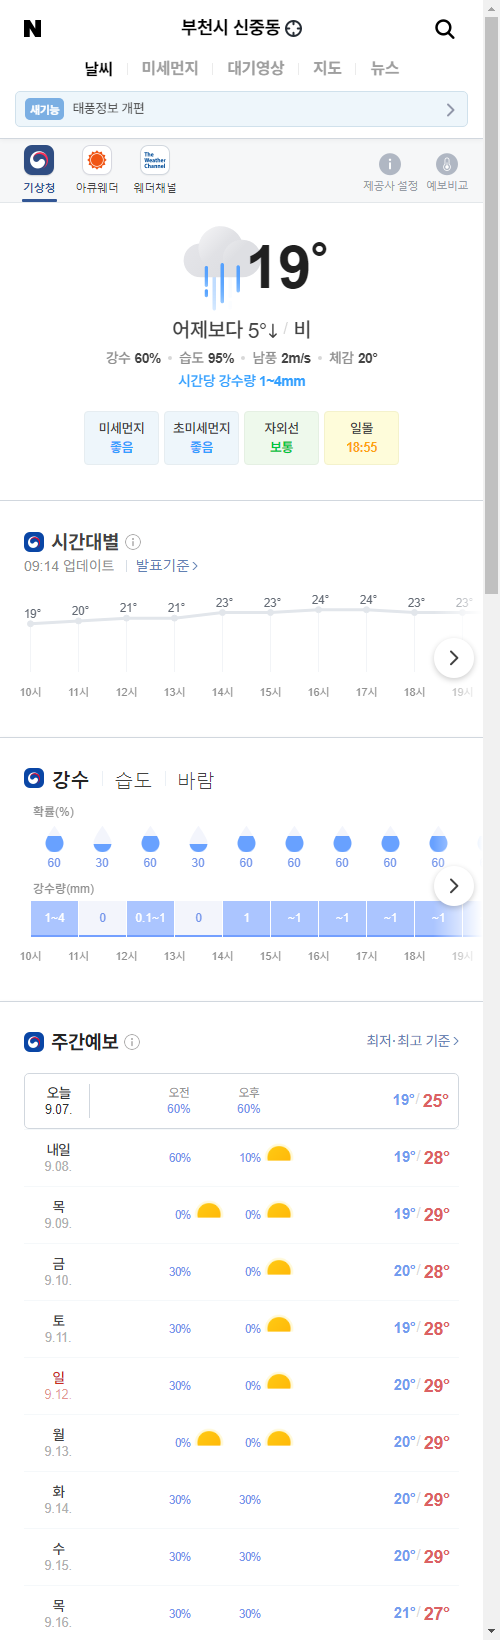 N
부천시 신중동
날씨 미세먼지 대기영상 지도 뉴스
새기능 태풍정보 개편
The Weather Channel
기상청 아큐웨더 웨더채널 제공사 설정 예보비교
19°
어제보다 5°↓ / 비
강수 60% • 습도 95% • 남풍 2m/s • 체감 20°
시간당 강수량 1~4mm
미세먼지 초미세먼지 자외선 일몰
좋음 좋음 보통 18:55
시간대별
09:14 업데이트 발표기준 >
19° 20° 21° 21° 23° 23° 24° 24° 23° 23°
10시 11시 12시 13시 14시 15시 16시 17시 18시 19시
강수 습도 바람
확률(%)
60 30 60 30 60 60 60 60 60
강수량(mm)
1~4 0 0.1~1 0 1 ~1 ~1 ~1 ~1
10시 11시 12시 13시 14시 15시 16시 17시 18시 19시
주간예보 최저·최고 기준 >
오늘 오전 오후
9.07. 60% 60% 19°/ 25°
내일
9.08. 60% 10% 19°/ 28°
목
9.09. 0% 0% 19°/ 29°
금
9.10. 30% 0% 20°/ 28°
토
9.11. 30% 0% 19°/ 28°
일
9.12. 30% 0% 20°/ 29°
월
9.13. 0% 0% 20°/ 29°
화
9.14. 30% 30% 20°/ 29°
수
9.15. 30% 30% 20°/ 29°
목
9.16. 30% 30% 21°/ 27°